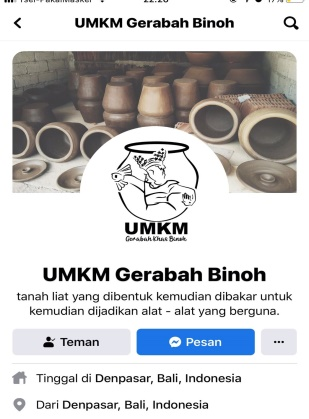 UMKM Gerabah Binoh
UMKM
Gerabah Khas Binoh
UMKM Gerabah Binoh
tanah liat yang dibentuk kemudian dibakar untuk
kemudian dijadikan alat - alat yang berguna.
Teman
Pesan
Tinggal di Denpasar, Bali, Indonesia
Dari Denpasar, Bali, Indonesia